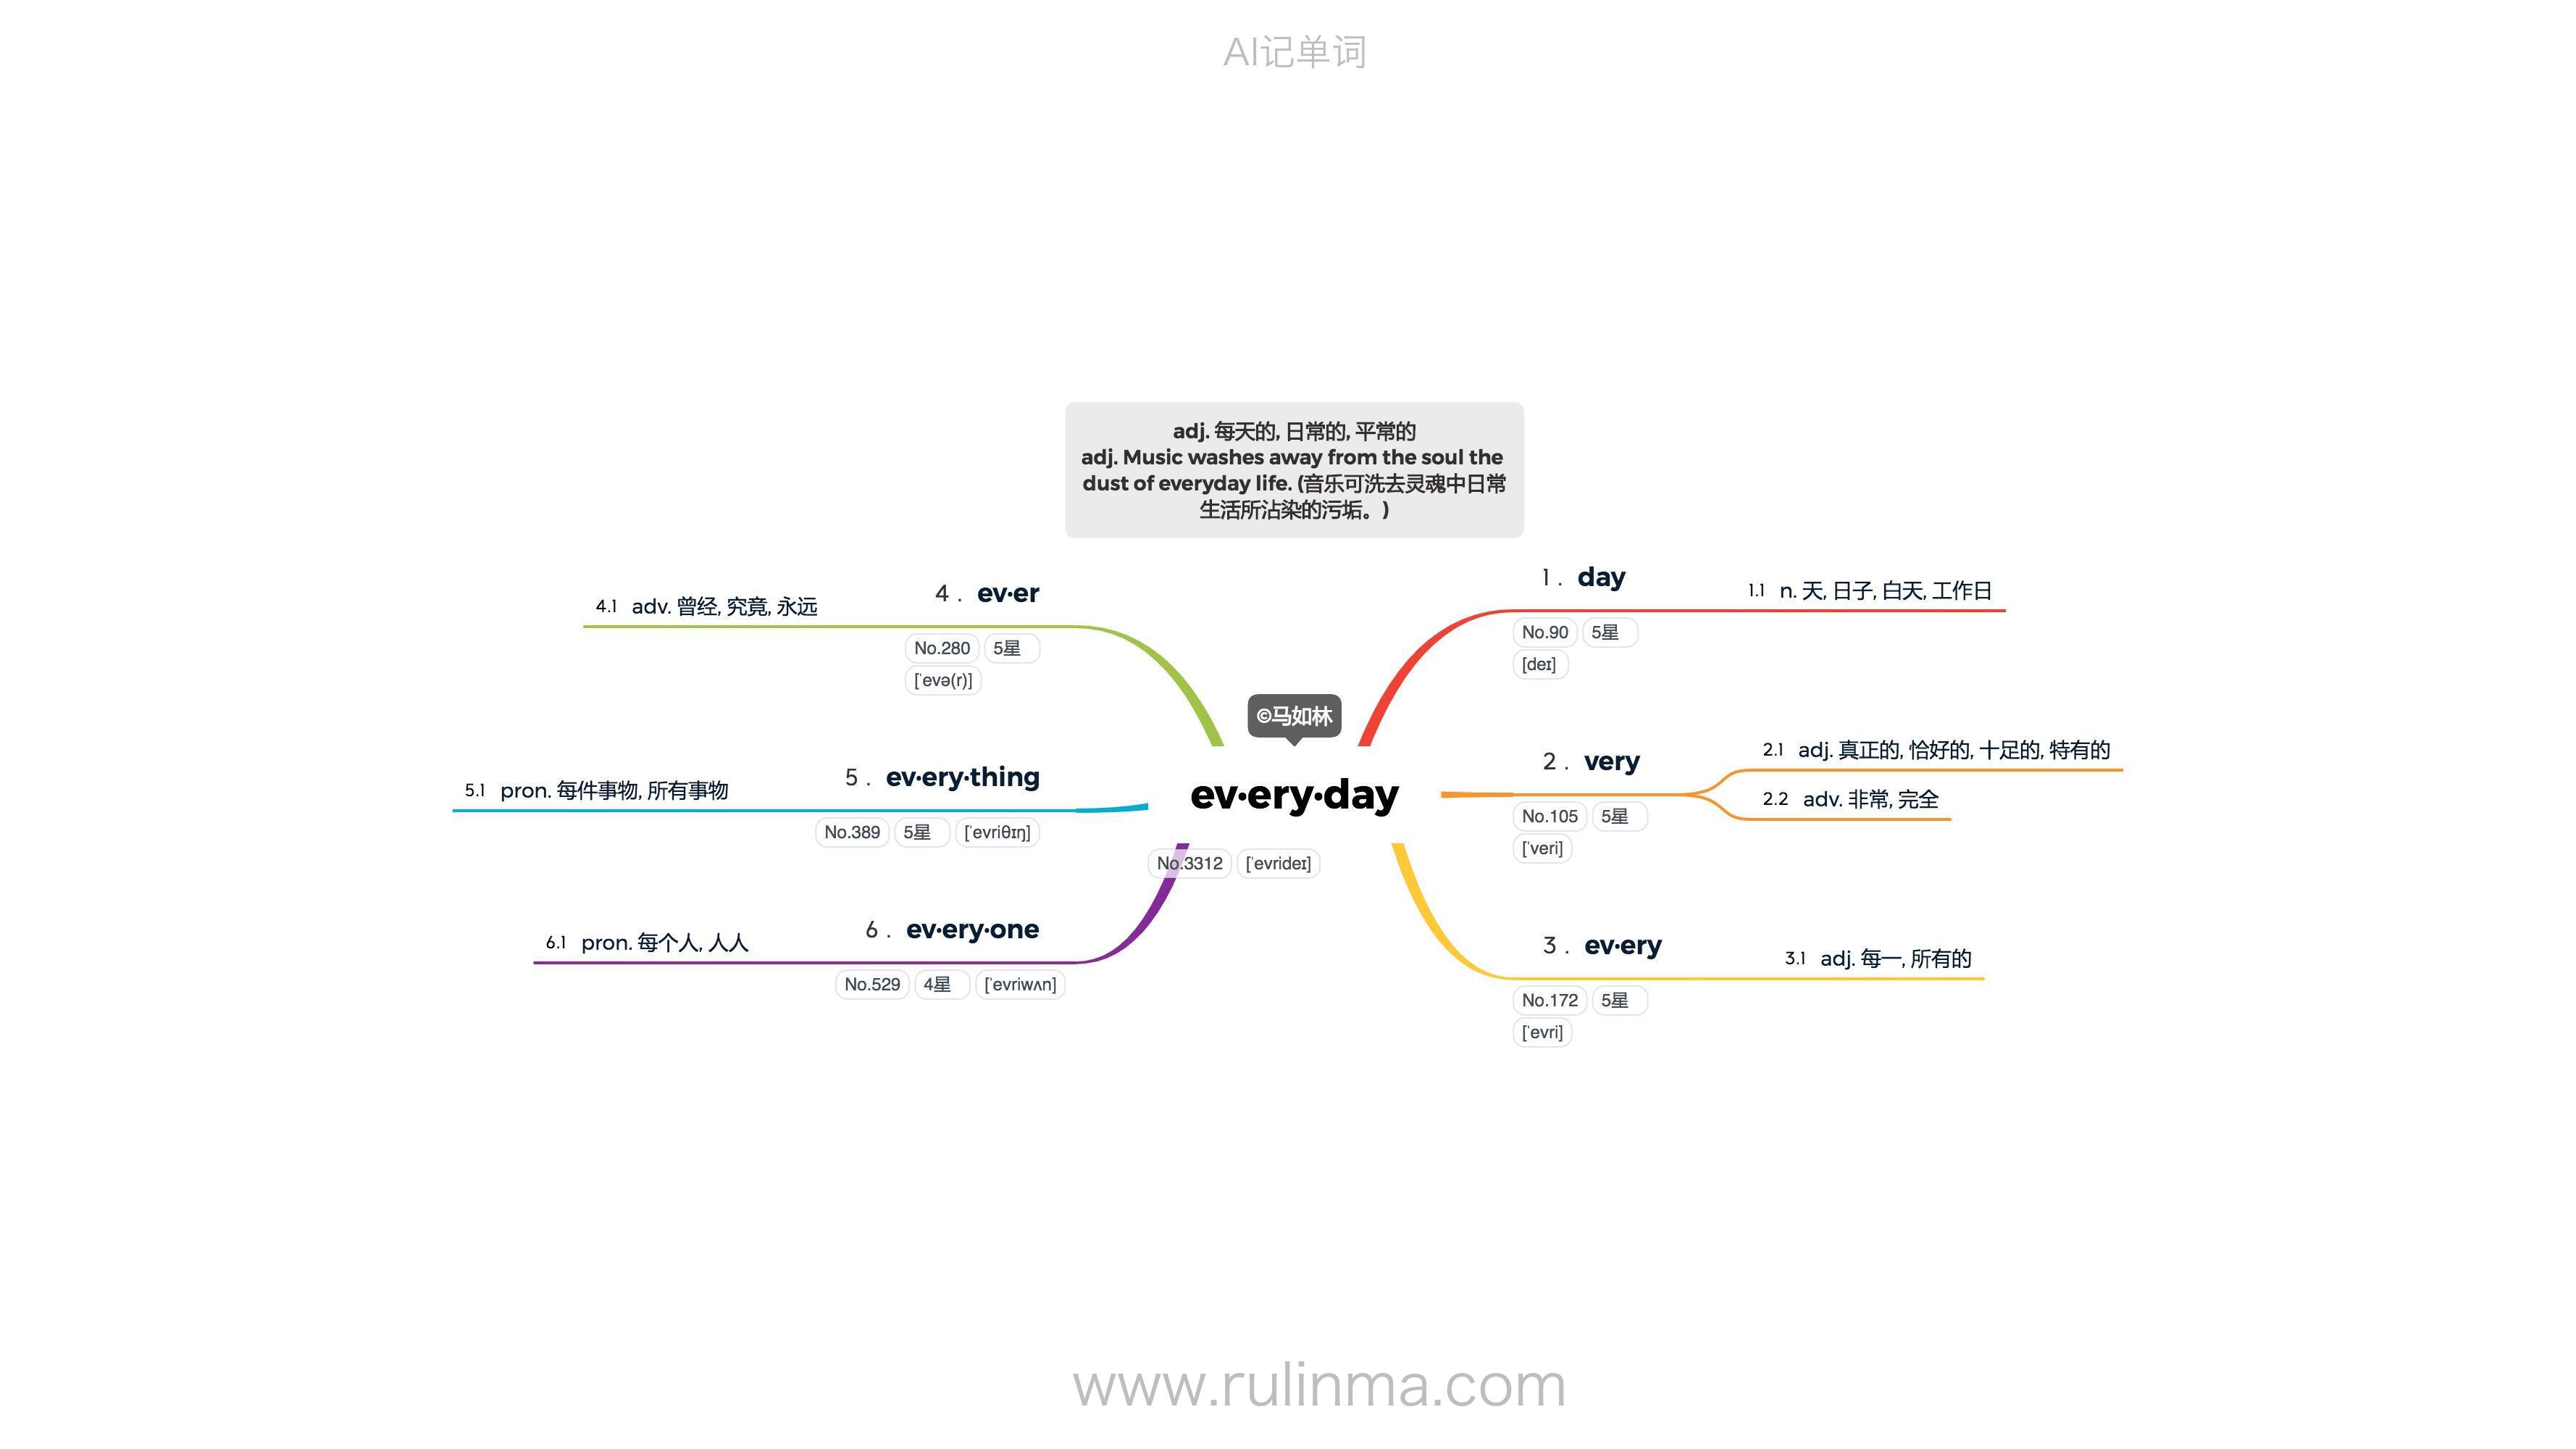 AI记单词
adj. 每天的, 日常的, 平常的
adj. Music washes away from the soul the
dust of everyday life. (音乐可洗去灵魂中日常
生活所沾染的污垢。)
©马如林
ev·ery·day
No.3312 [ˈevrideɪ]
1 . day
No.90 5星
[deɪ]
1.1 n. 天, 日子, 白天, 工作日
2 . very
No.105 5星
[ˈveri]
2.1 adj. 真正的, 恰好的, 十足的, 特有的
2.2 adv. 非常, 完全
3 . ev·ery
No.172 5星
[ˈevri]
3.1 adj. 每一, 所有的
4 . ev·er
No.280 5星
[ˈevə(r)]
4.1 adv. 曾经, 究竟, 永远
5 . ev·ery·thing
No.389 5星 [ˈevriθɪŋ]
5.1 pron. 每件事物, 所有事物
6 . ev·ery·one
No.529 4星 [ˈevriwʌn]
6.1 pron. 每个人, 人人
www.rulinma.com